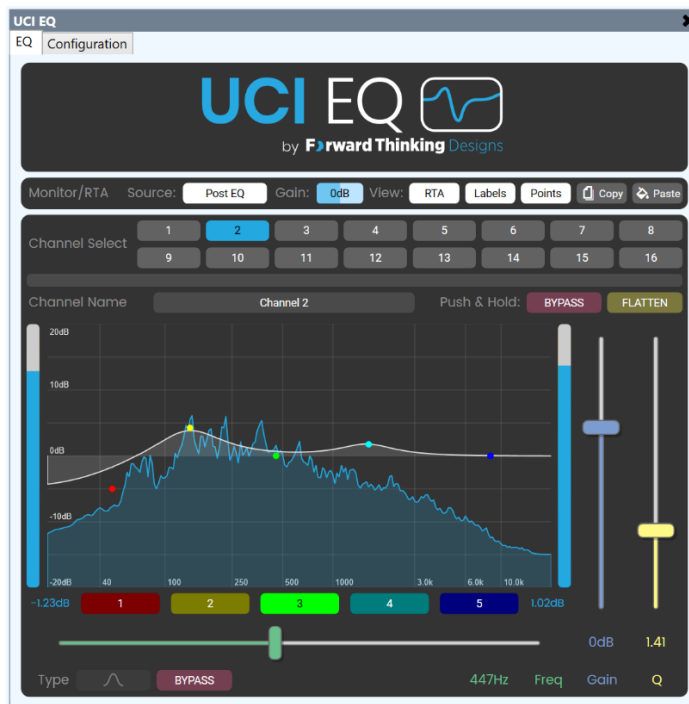 UCI EQ
EQ Configuration
UCI EQ
by Forward Thinking Designs
Monitor/RTA Source: Post EQ Gain: 0dB View: RTA Labels Points Copy Paste
Channel Select
1 2 3 4 5 6 7 8
9 10 11 12 13 14 15 16
Channel Name Channel 2 Push & Hold: BYPASS FLATTEN
20dB
10dB
0dB
-10dB
-20dB 40 100 250 500 1000 3.0k 6.0k 10.0k
-1.23dB 1 2 3 4 5 1.02dB
0dB 1.41
Type BYPASS 447Hz Freq Gain Q